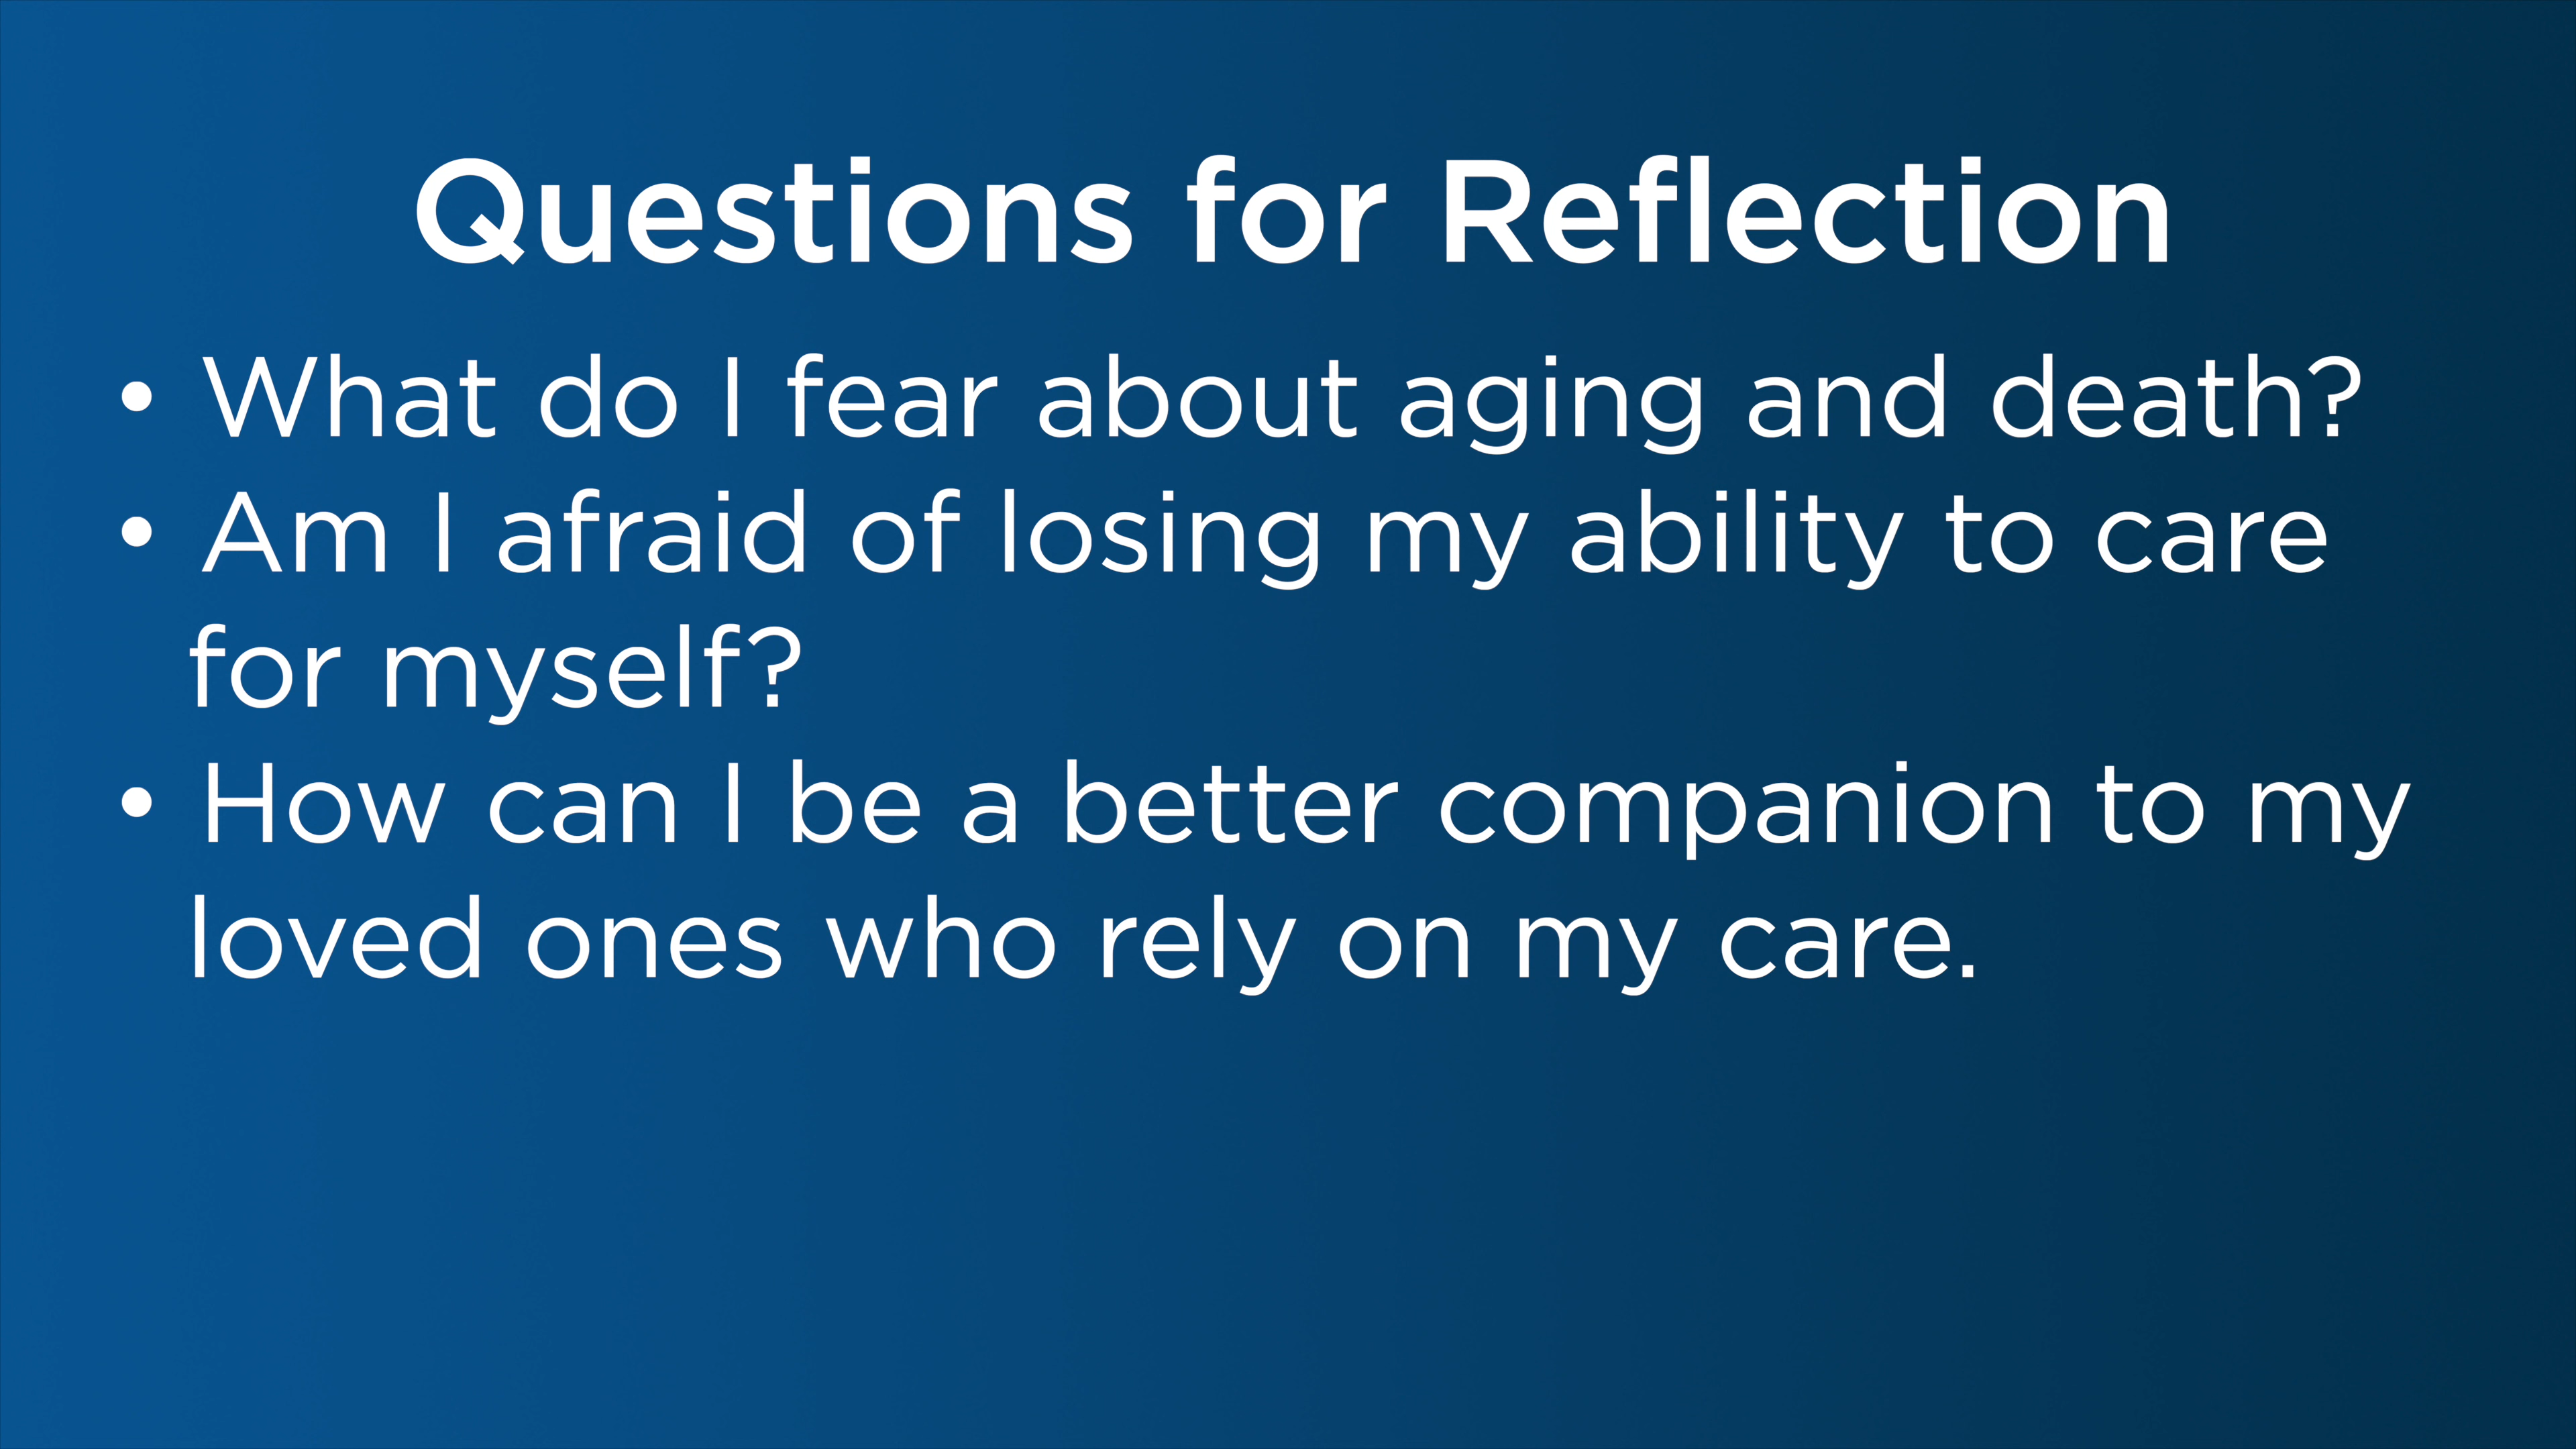 Questions for Reflection
• What do I fear about aging and death?
• Am I afraid of losing my ability to care
for myself?
• How can I be a better companion to my
loved ones who rely on my care.